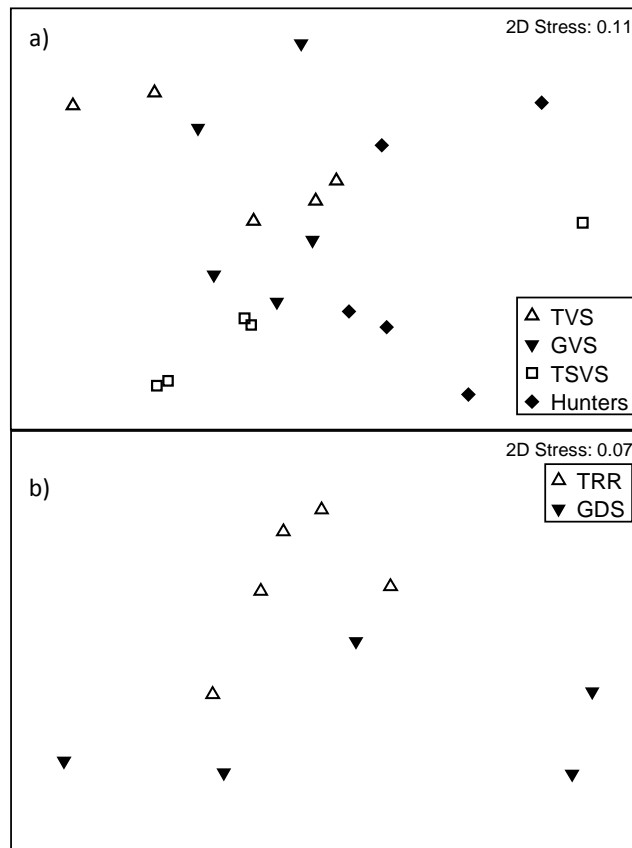 a)
2D Stress: 0.11
TVS
GVS
TSVS
Hunters
b)
2D Stress: 0.07
TRR
GDS